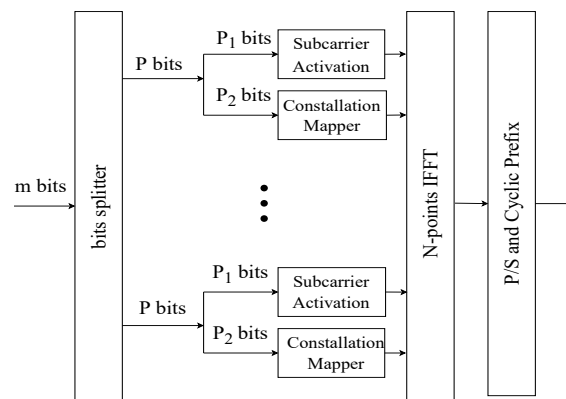 P₁ bits
Subcarrier
Activation
P bits
P₂ bits
Constallation
Mapper
m bits
bits splitter
N-points IFFT
P/S and Cyclic Prefix
P₁ bits
Subcarrier
Activation
P bits
P₂ bits
Constallation
Mapper